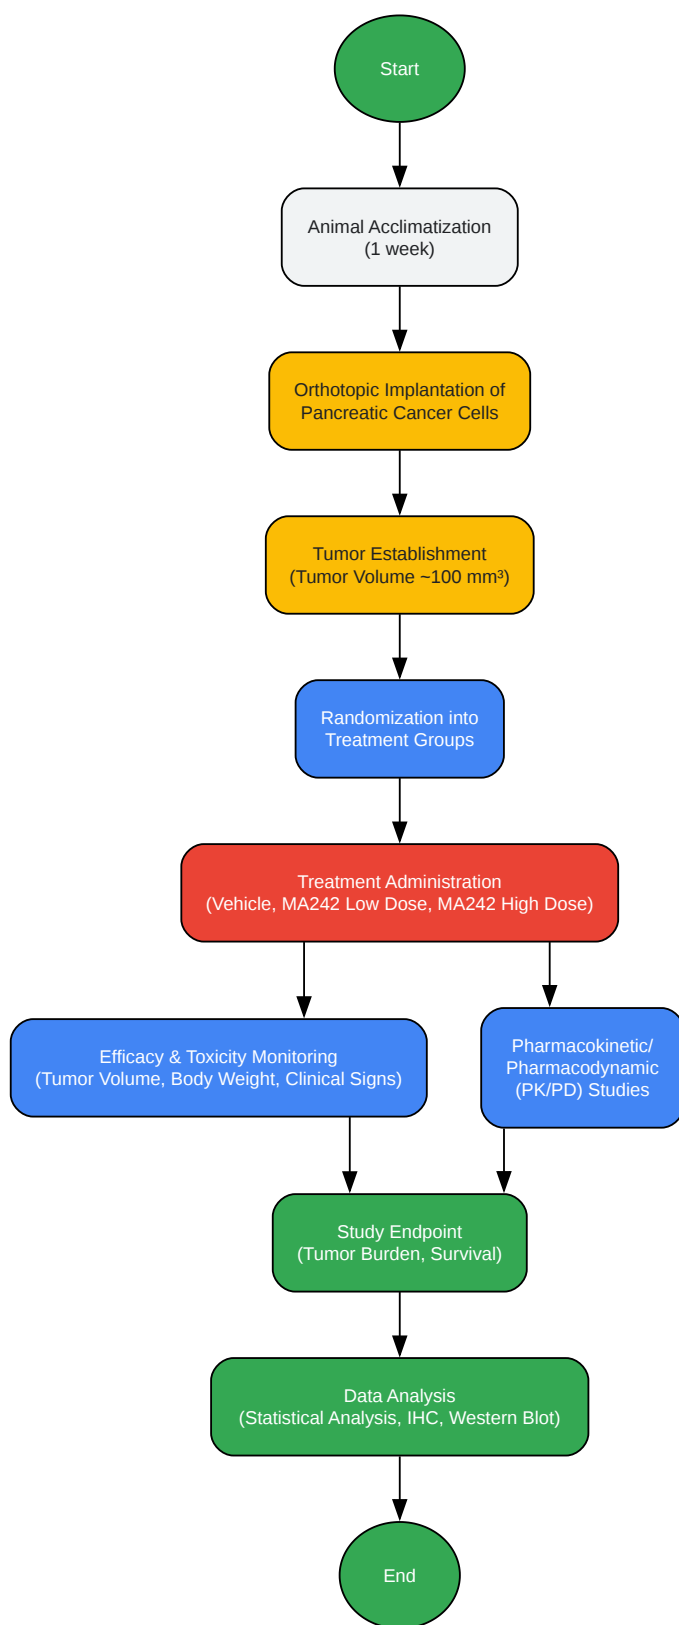 Start
Animal Acclimatization
(1 week)
Orthotopic Implantation of
Pancreatic Cancer Cells
Tumor Establishment
(Tumor Volume ~100 mm³)
Randomization into
Treatment Groups
Treatment Administration
(Vehicle, MA242 Low Dose, MA242 High Dose)
Efficacy & Toxicity Monitoring
(Tumor Volume, Body Weight, Clinical Signs)
Pharmacokinetic/
Pharmacodynamic
(PK/PD) Studies
Study Endpoint
(Tumor Burden, Survival)
Data Analysis
(Statistical Analysis, IHC, Western Blot)
End